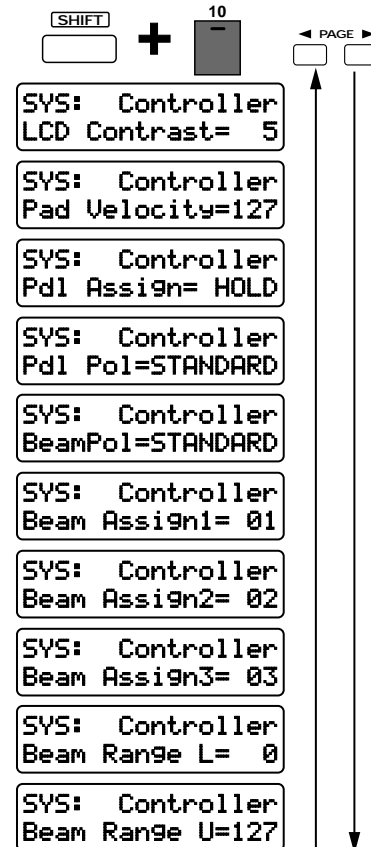 SHIFT
+
10
◄ PAGE ►
SYS: Controller
LCD Contrast= 5
SYS: Controller
Pad Velocity=127
SYS: Controller
Pdl Assign= HOLD
SYS: Controller
Pdl Pol=STANDARD
SYS: Controller
BeamPol=STANDARD
SYS: Controller
Beam Assign1= 01
SYS: Controller
Beam Assign2= 02
SYS: Controller
Beam Assign3= 03
SYS: Controller
Beam Range L= 0
SYS: Controller
Beam Range U=127